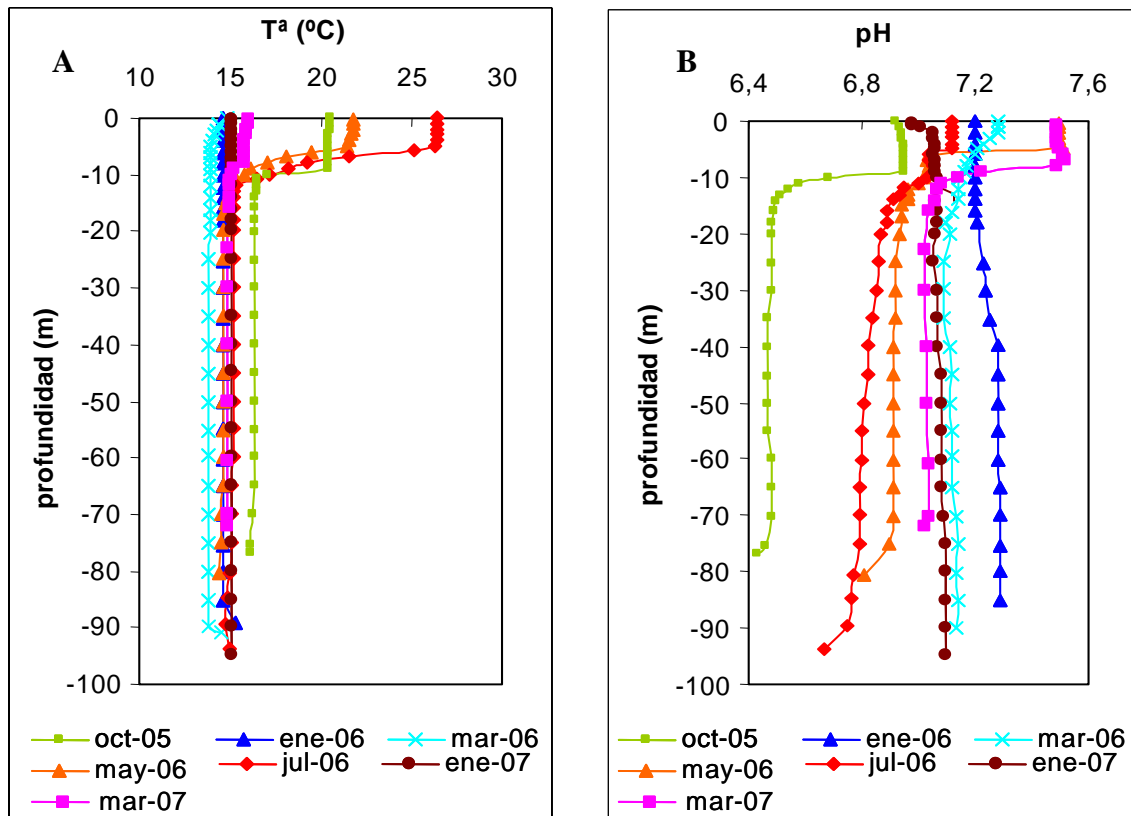 Tª (ºC)
A
10 15 20 25 30
0
-10
-20
-30
-40
-50
-60
-70
-80
-90
-100
profundidad (m)
oct-05 ene-06 mar-06
may-06 jul-06 ene-07
mar-07
pH
B
6,4 6,8 7,2 7,6
0
-10
-20
-30
-40
-50
-60
-70
-80
-90
-100
profundidad (m)
oct-05 ene-06 mar-06
may-06 jul-06 ene-07
mar-07